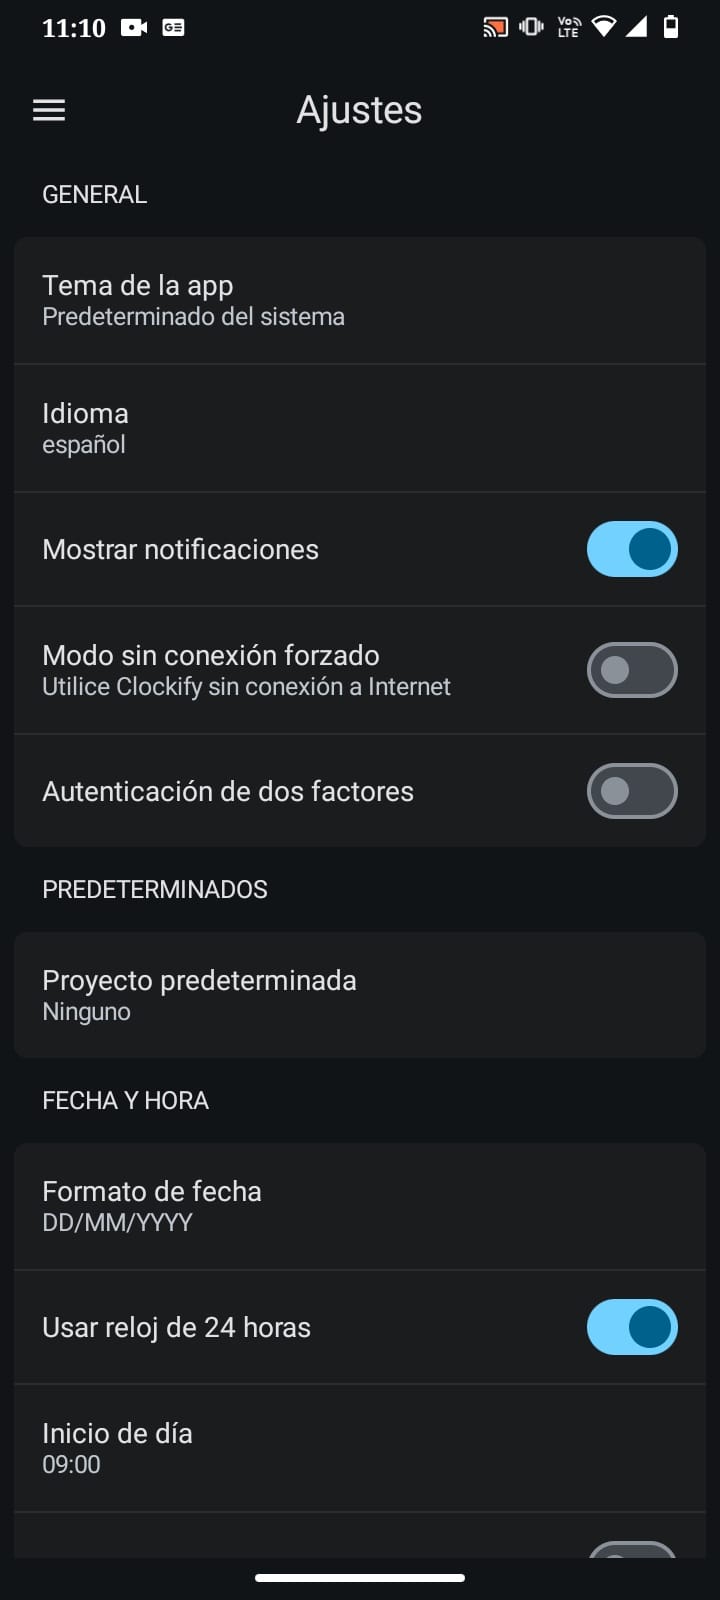 11:10
Vo LTE
Ajustes
GENERAL
Tema de la app
Predeterminado del sistema
Idioma
español
Mostrar notificaciones
Modo sin conexión forzado
Utilice Clockify sin conexión a Internet
Autenticación de dos factores
PREDETERMINADOS
Proyecto predeterminada
Ninguno
FECHA Y HORA
Formato de fecha
DD/MM/YYYY
Usar reloj de 24 horas
Inicio de día
09:00